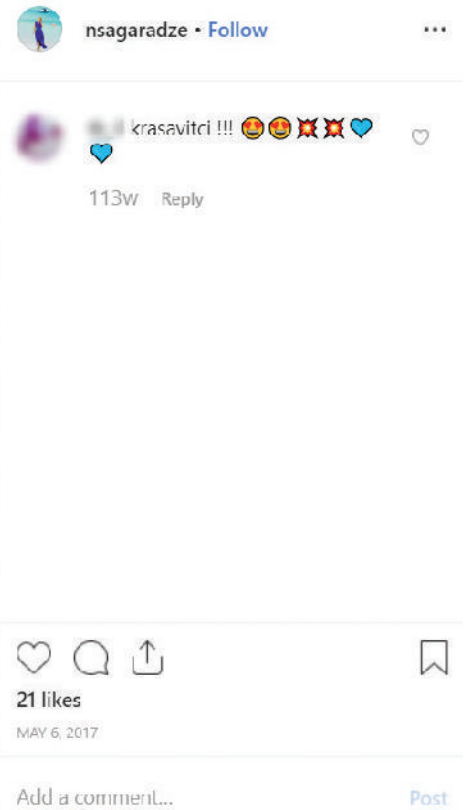 nsagaradze • Follow
krasavitci !!! 😍😍💥💥💙
💙
113w Reply
21 likes
MAY 6, 2017
Add a comment...
Post